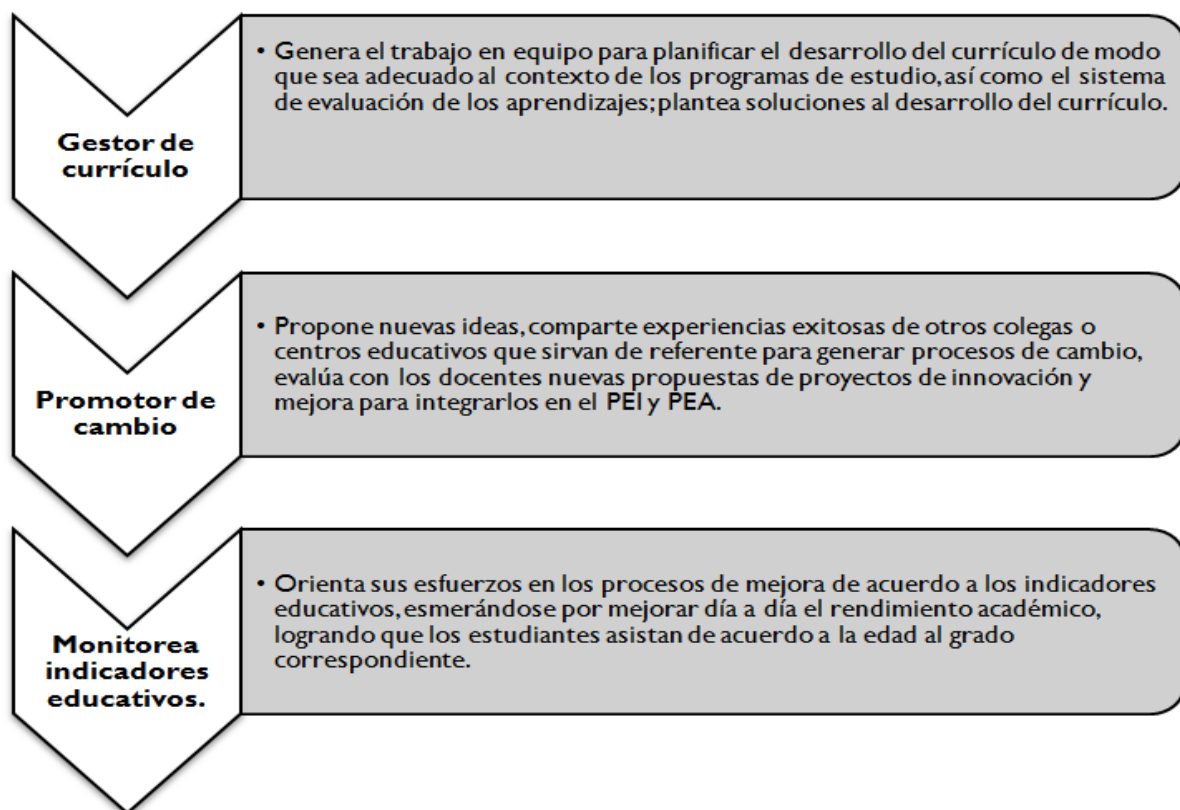 Gestor de
currículo
• Genera el trabajo en equipo para planificar el desarrollo del currículo de modo
que sea adecuado al contexto de los programas de estudio, así como el sistema
de evaluación de los aprendizajes; plantea soluciones al desarrollo del currículo.
Promotor de
cambio
• Propone nuevas ideas, comparte experiencias exitosas de otros colegas o
centros educativos que sirvan de referente para generar procesos de cambio,
evalúa con los docentes nuevas propuestas de proyectos de innovación y
mejora para integrarlos en el PEI y PEA.
Monitorea
indicadores
educativos.
• Orienta sus esfuerzos en los procesos de mejora de acuerdo a los indicadores
educativos, esmerándose por mejorar día a día el rendimiento académico,
logrando que los estudiantes asistan de acuerdo a la edad al grado
correspondiente.